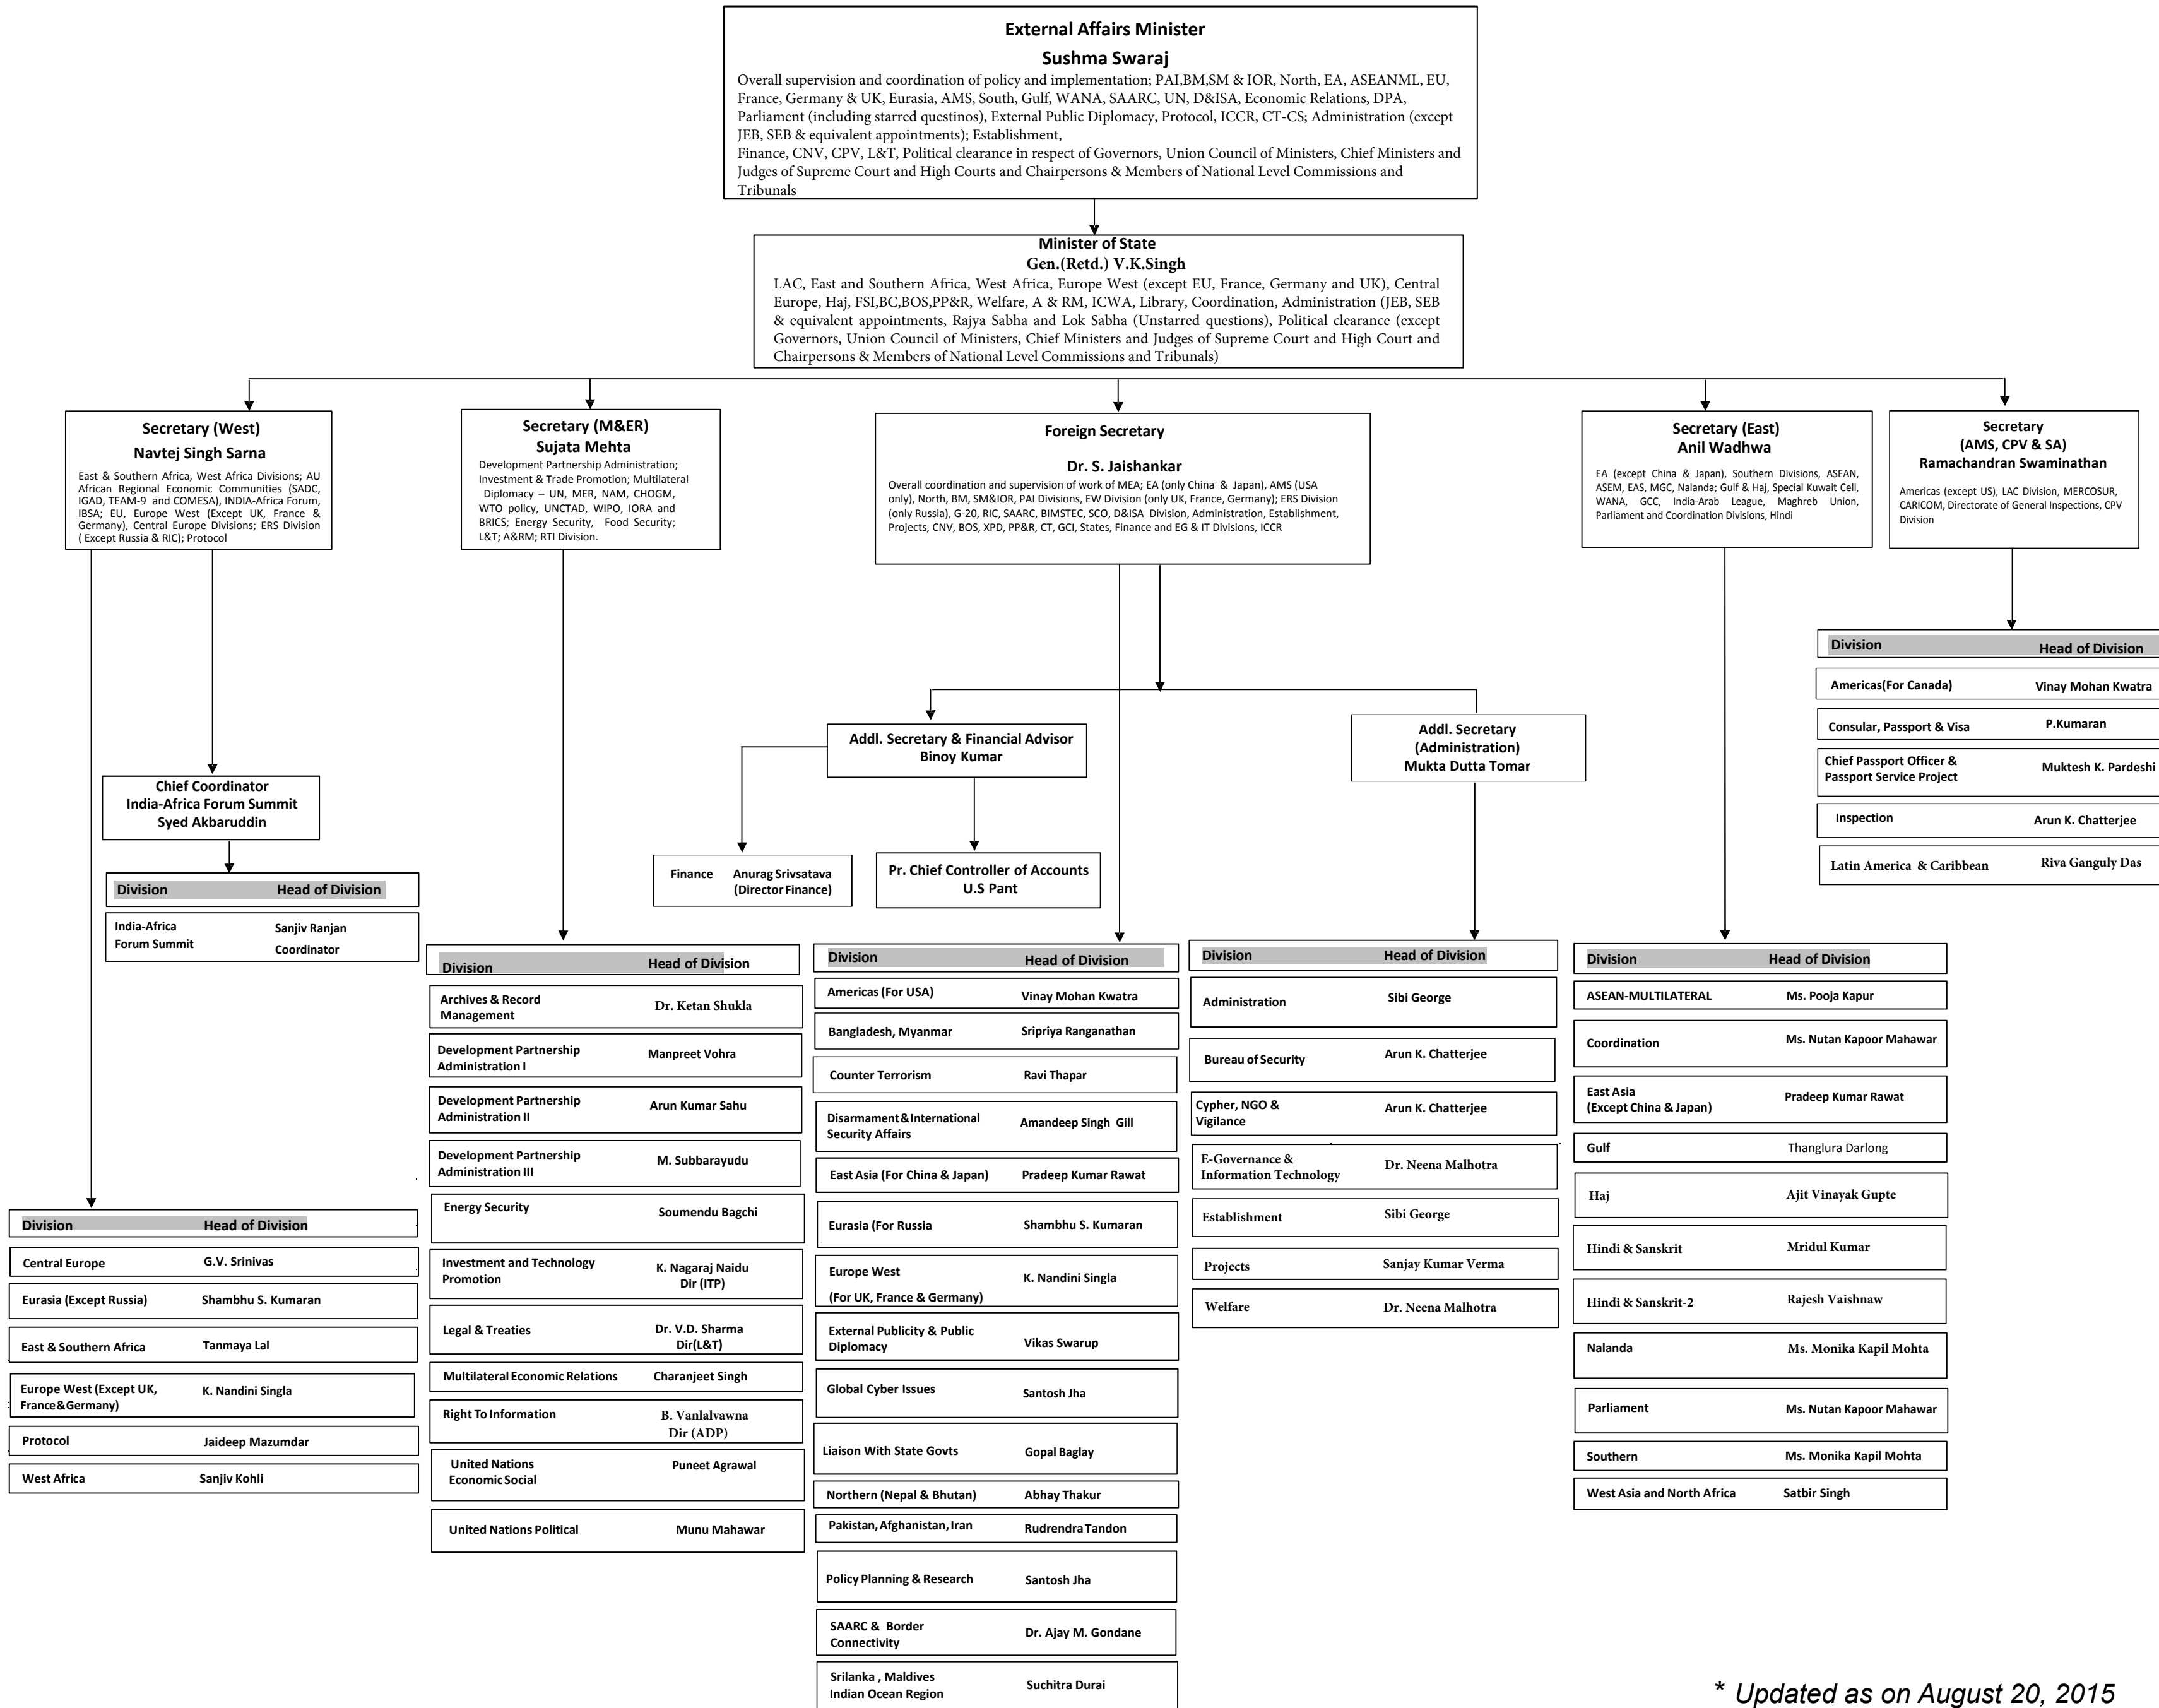 External Affairs Minister
Sushma Swaraj
Overall supervision and coordination of policy and implementation; PAI,BM,SM & IOR, North, EA, ASEANML, EU,
France, Germany & UK, Eurasia, AMS, South, Gulf, WANA, SAARC, UN, D&ISA, Economic Relations, DPA,
Parliament (including starred questinos), External Public Diplomacy, Protocol, ICCR, CT-CS; Administration (except
JEB, SEB & equivalent appointments); Establishment,
Finance, CNV, CPV, L&T, Political clearance in respect of Governors, Union Council of Ministers, Chief Ministers and
Judges of Supreme Court and High Courts and Chairpersons & Members of National Level Commissions and
Tribunals
Minister of State
Gen.(Retd.) V.K.Singh
LAC, East and Southern Africa, West Africa, Europe West (except EU, France, Germany and UK), Central
Europe, Haj, FSI,BC,BOS,PP&R, Welfare, A & RM, ICWA, Library, Coordination, Administration (JEB, SEB
& equivalent appointments, Rajya Sabha and Lok Sabha (Unstarred questions), Political clearance (except
Governors, Union Council of Ministers, Chief Ministers and Judges of Supreme Court and High Court and
Chairpersons & Members of National Level Commissions and Tribunals)
Secretary (West)
Navtej Singh Sarna
East & Southern Africa, West Africa Divisions; AU
African Regional Economic Communities (SADC,
IGAD, TEAM-9 and COMESA), INDIA-Africa Forum,
IBSA; EU, Europe West (Except UK, France &
Germany), Central Europe Divisions; ERS Division
( Except Russia & RIC); Protocol
Secretary (M&ER)
Sujata Mehta
Development Partnership Administration;
Investment & Trade Promotion; Multilateral
Diplomacy – UN, MER, NAM, CHOGM,
WTO policy, UNCTAD, WIPO, IORA and
BRICS; Energy Security, Food Security;
L&T; A&RM; RTI Division.
Foreign Secretary
Dr. S. Jaishankar
Overall coordination and supervision of work of MEA; EA (only China & Japan), AMS (USA
only), North, BM, SM&IOR, PAI Divisions, EW Division (only UK, France, Germany); ERS Division
(only Russia), G-20, RIC, SAARC, BIMSTEC, SCO, D&ISA Division, Administration, Establishment,
Projects, CNV, BOS, XPD, PP&R, CT, GCI, States, Finance and EG & IT Divisions, ICCR
Secretary (East)
Anil Wadhwa
EA (except China & Japan), Southern Divisions, ASEAN,
ASEM, EAS, MGC, Nalanda; Gulf & Haj, Special Kuwait Cell,
WANA, GCC, India-Arab League, Maghreb Union,
Parliament and Coordination Divisions, Hindi
Secretary
(AMS, CPV & SA)
Ramachandran Swaminathan
Americas (except US), LAC Division, MERCOSUR,
CARICOM, Directorate of General Inspections, CPV
Division
Division Head of Division
Americas(For Canada) Vinay Mohan Kwatra
Consular, Passport & Visa P.Kumaran
Chief Passport Officer &
Passport Service Project Muktesh K. Pardeshi
Inspection Arun K. Chatterjee
Latin America & Caribbean Riva Ganguly Das
Addl. Secretary & Financial Advisor
Binoy Kumar
Addl. Secretary
(Administration)
Mukta Dutta Tomar
Chief Coordinator
India-Africa Forum Summit
Syed Akbaruddin
Finance Anurag Srivsatava
(Director Finance)
Pr. Chief Controller of Accounts
U.S Pant
Division Head of Division
India-Africa Sanjiv Ranjan
Forum Summit Coordinator
Division Head of Division
Central Europe G.V. Srinivas
Eurasia (Except Russia) Shambhu S. Kumaran
East & Southern Africa Tanmaya Lal
Europe West (Except UK, K. Nandini Singla
France&Germany)
Protocol Jaideep Mazumdar
West Africa Sanjiv Kohli
Division Head of Division
Archives & Record Dr. Ketan Shukla
Management
Development Partnership Manpreet Vohra
Administration I
Development Partnership Arun Kumar Sahu
Administration II
Development Partnership M. Subbarayudu
Administration III
Energy Security Soumendu Bagchi
Investment and Technology K. Nagaraj Naidu
Promotion Dir (ITP)
Legal & Treaties Dr. V.D. Sharma
Dir(L&T)
Multilateral Economic Relations Charanjeet Singh
Right To Information B. Vanlalvawna
Dir (ADP)
United Nations Puneet Agrawal
Economic Social
United Nations Political Munu Mahawar
Division Head of Division
Americas (For USA) Vinay Mohan Kwatra
Bangladesh, Myanmar Sripriya Ranganathan
Counter Terrorism Ravi Thapar
Disarmament&International Amandeep Singh Gill
Security Affairs
East Asia (For China & Japan) Pradeep Kumar Rawat
Eurasia (For Russia Shambhu S. Kumaran
Europe West K. Nandini Singla
(For UK, France & Germany)
External Publicity & Public
Diplomacy Vikas Swarup
Global Cyber Issues Santosh Jha
Liaison With State Govts Gopal Baglay
Northern (Nepal & Bhutan) Abhay Thakur
Pakistan,Afghanistan,Iran Rudrendra Tandon
Policy Planning & Research Santosh Jha
SAARC & Border Dr. Ajay M. Gondane
Connectivity
Srilanka , Maldives Suchitra Durai
Indian Ocean Region
Division Head of Division
Administration Sibi George
Bureau of Security Arun K. Chatterjee
Cypher, NGO & Arun K. Chatterjee
Vigilance
E-Governance & Dr. Neena Malhotra
Information Technology
Establishment Sibi George
Projects Sanjay Kumar Verma
Welfare Dr. Neena Malhotra
Division Head of Division
ASEAN-MULTILATERAL Ms. Pooja Kapur
Coordination Ms. Nutan Kapoor Mahawar
East Asia Pradeep Kumar Rawat
(Except China & Japan)
Gulf Thanglura Darlong
Haj Ajit Vinayak Gupte
Hindi & Sanskrit Mridul Kumar
Hindi & Sanskrit-2 Rajesh Vaishnaw
Nalanda Ms. Monika Kapil Mohta
Parliament Ms. Nutan Kapoor Mahawar
Southern Ms. Monika Kapil Mohta
West Asia and North Africa Satbir Singh
* Updated as on August 20, 2015